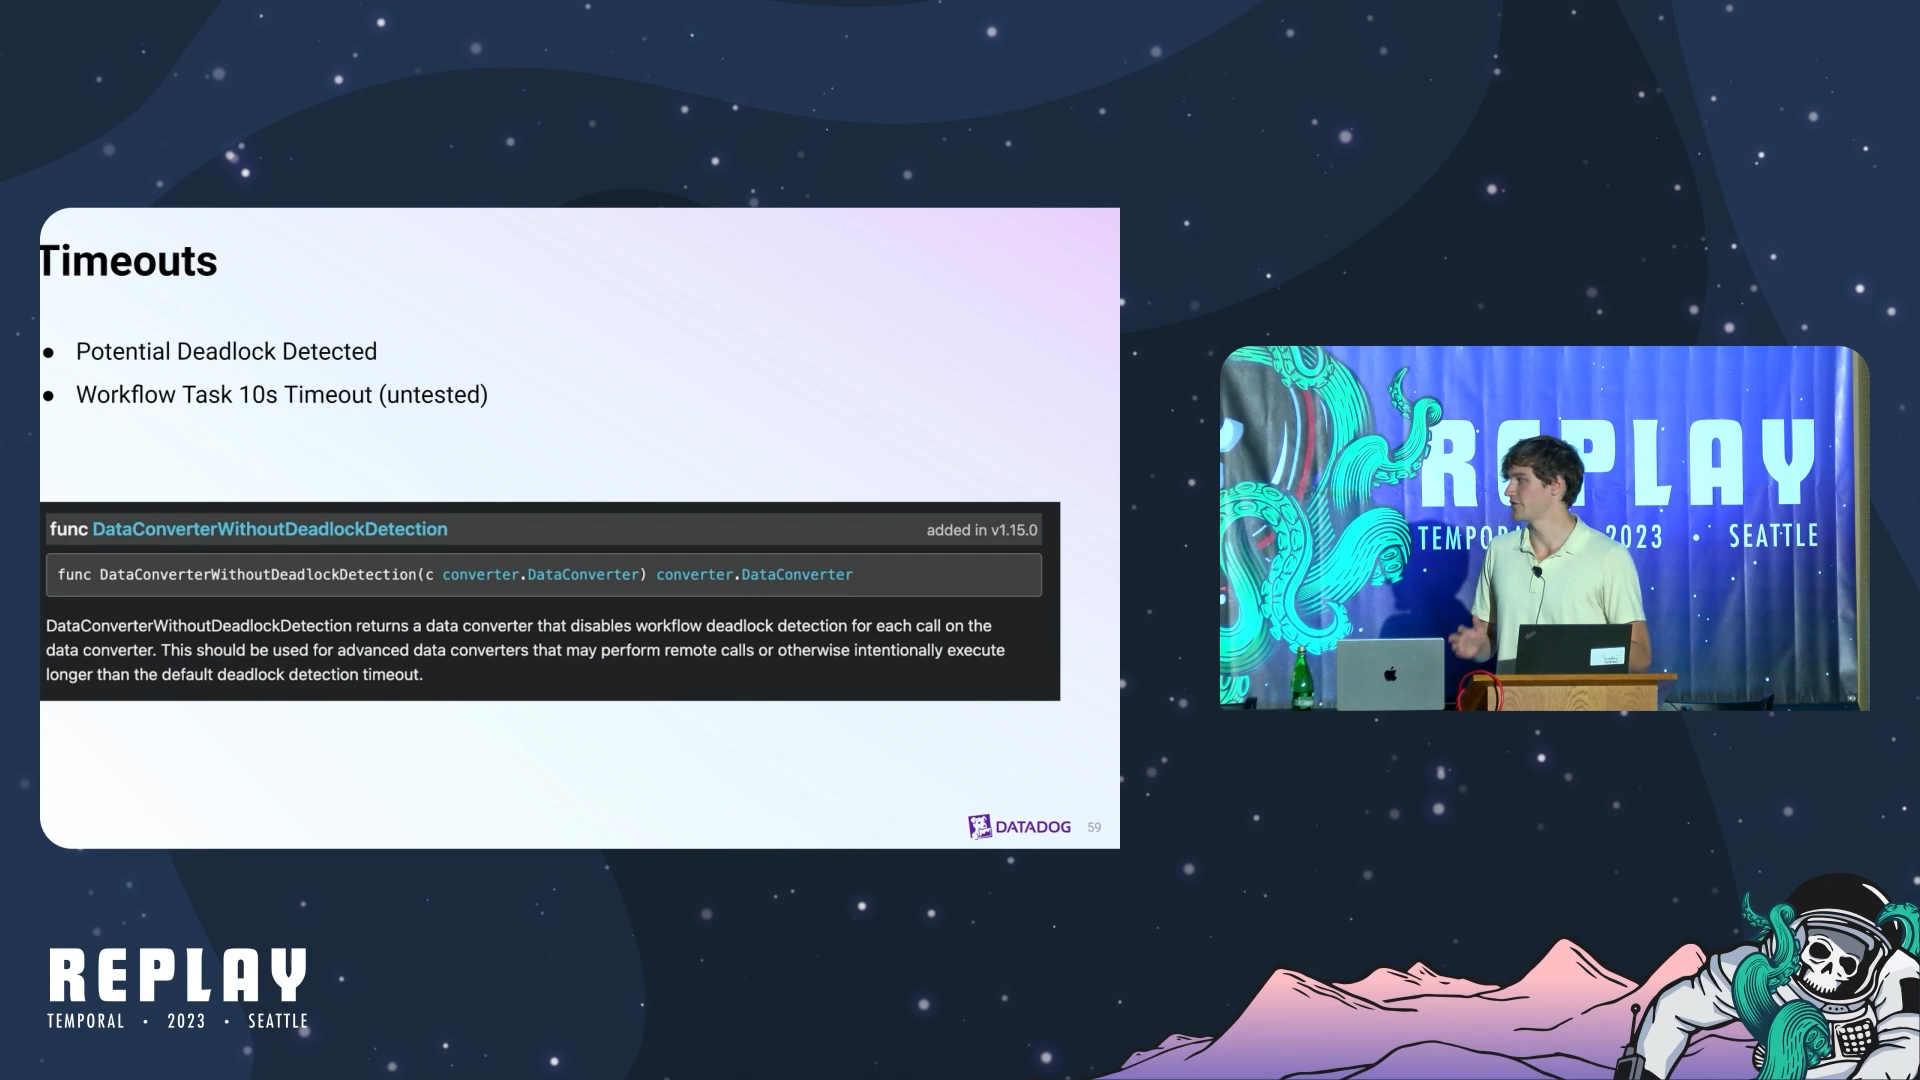 Timeouts
● Potential Deadlock Detected
● Workflow Task 10s Timeout (untested)
func DataConverterWithoutDeadlockDetection added in v1.15.0
func DataConverterWithoutDeadlockDetection(c converter.DataConverter) converter.DataConverter
DataConverterWithoutDeadlockDetection returns a data converter that disables workflow deadlock detection for each call on the
data converter. This should be used for advanced data converters that may perform remote calls or otherwise intentionally execute
longer than the default deadlock detection timeout.
DATADOG 59
REPLAY
TEMPO 2023 • SEATTLE
REPLAY
TEMPORAL • 2023 • SEATTLE